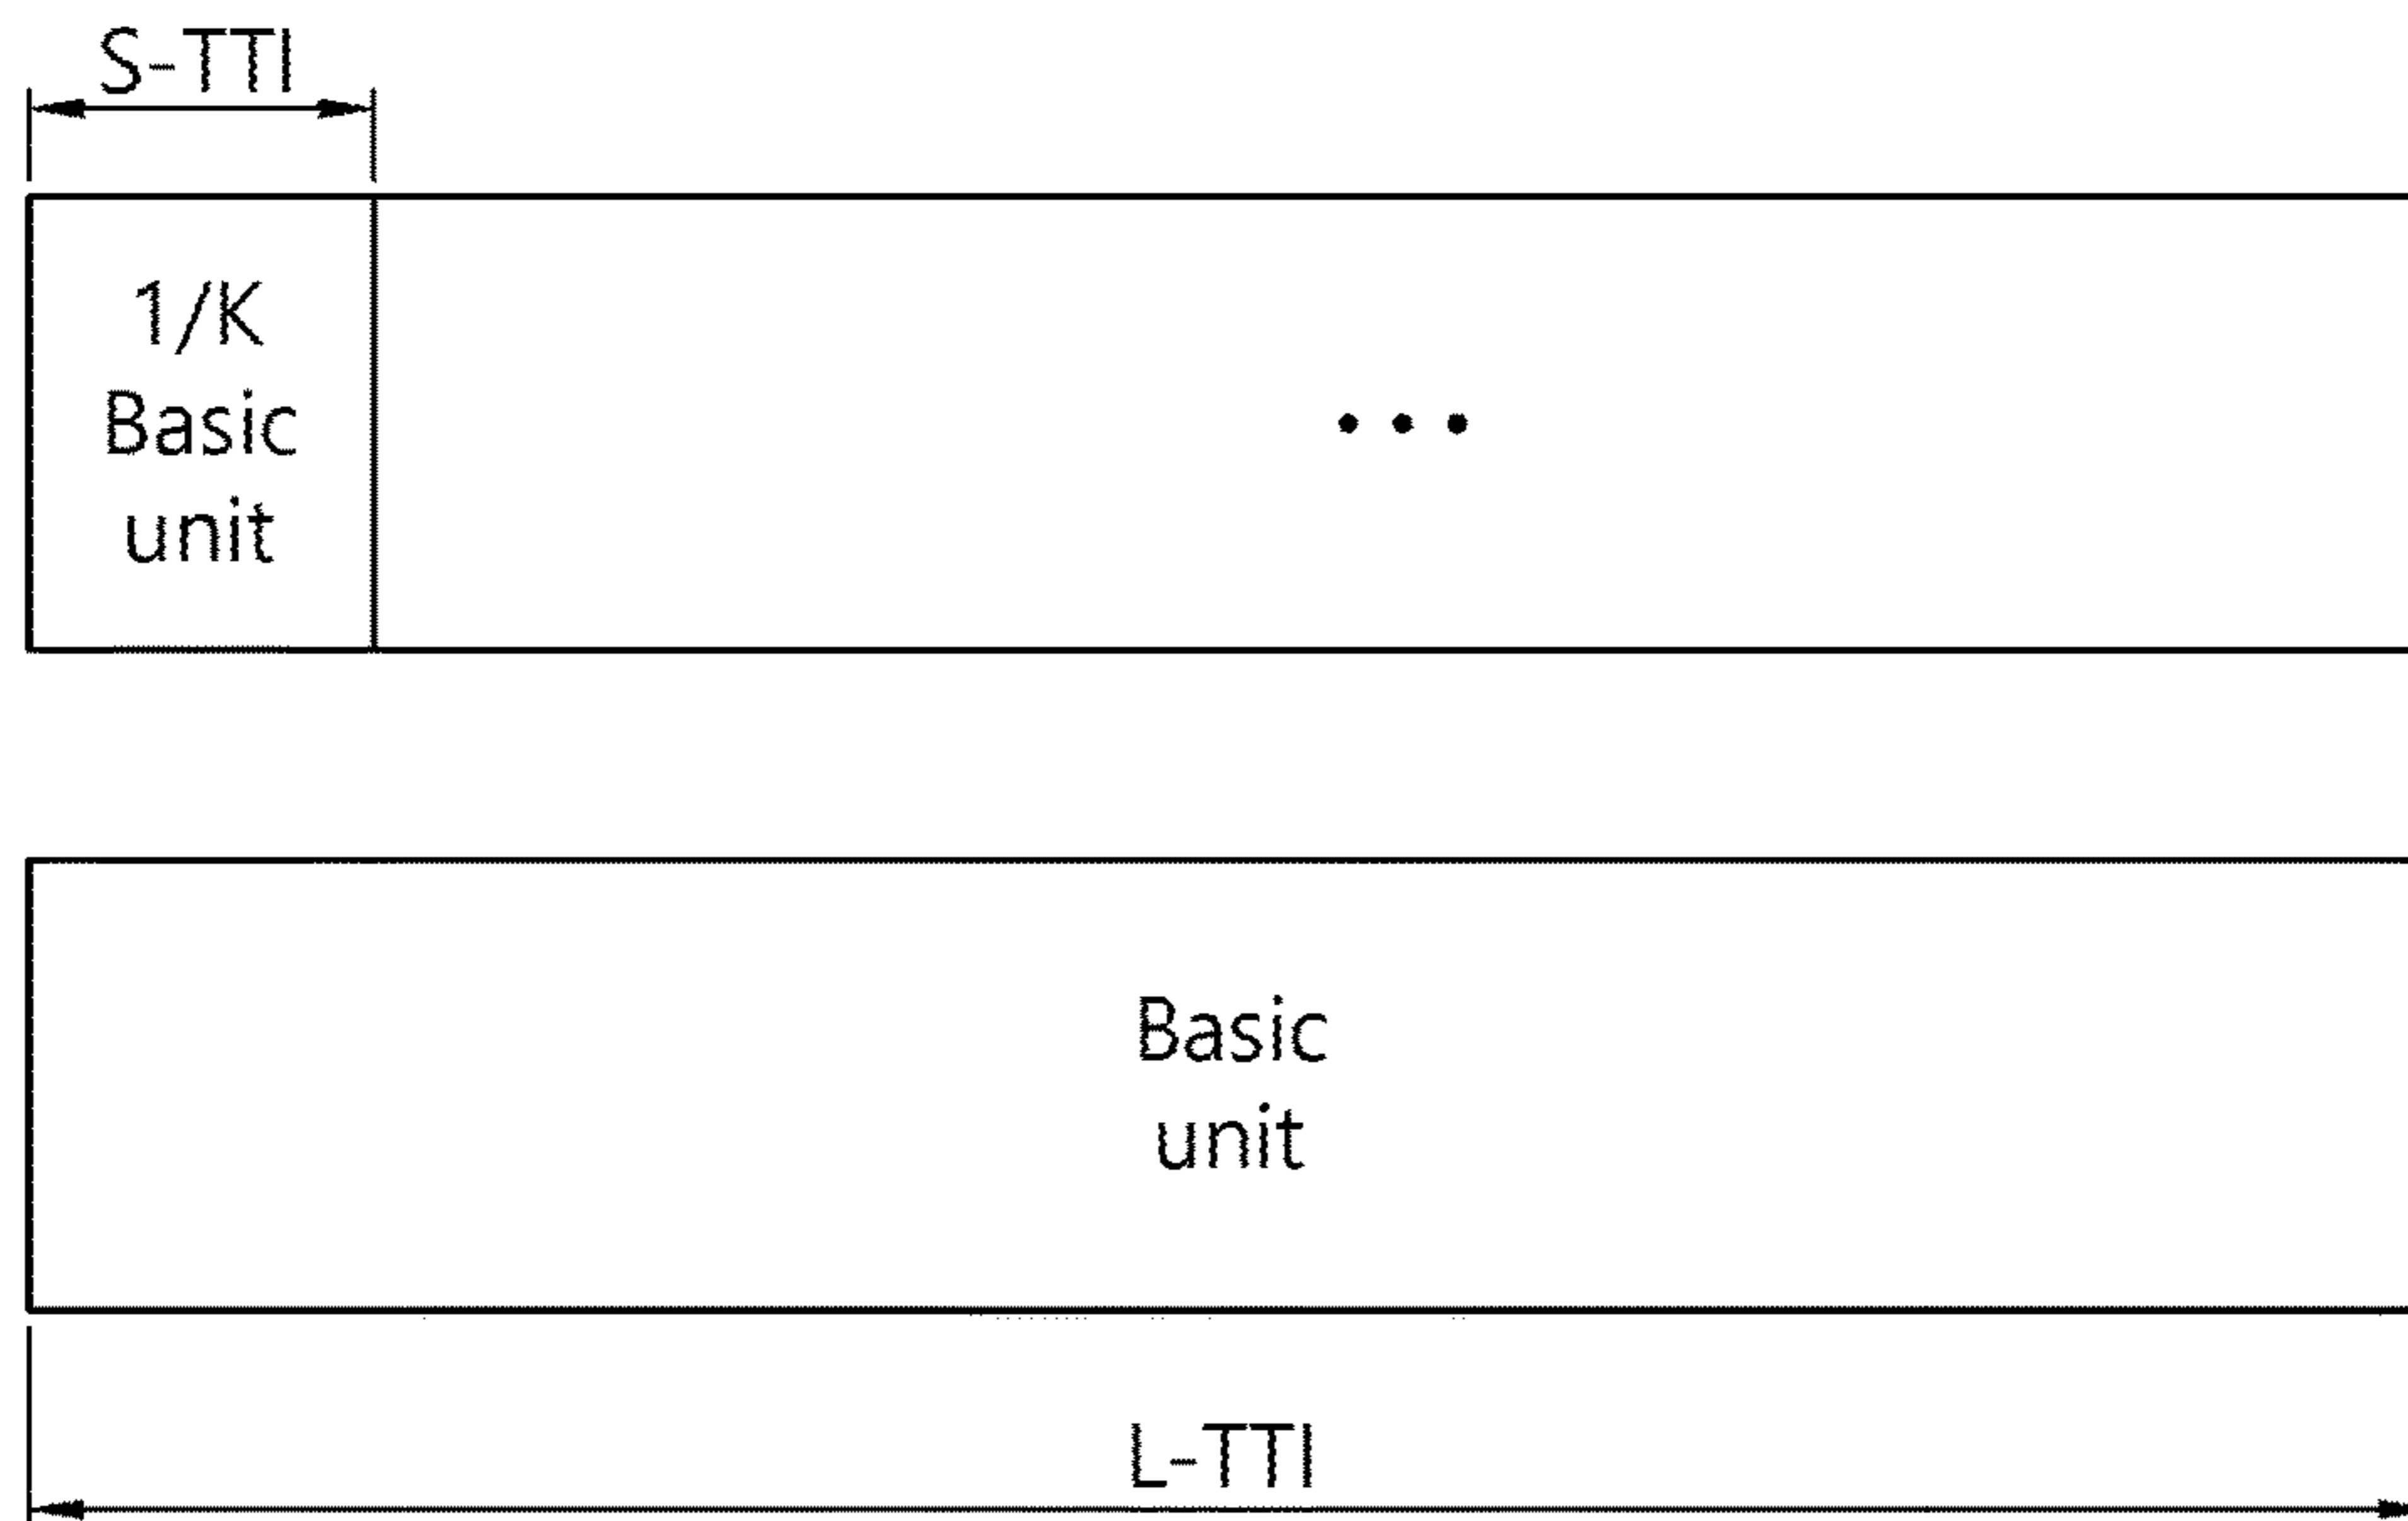 S-TTI
1/K
Basic
unit
Basic
unit
L-TTI